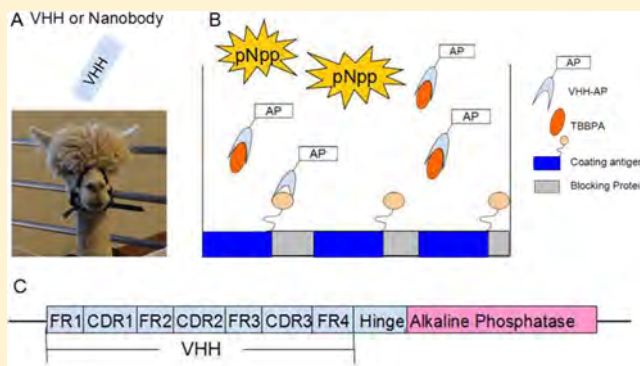 A VHH or Nanobody
VHH
B
pNpp
pNpp
AP
AP
AP
AP
AP
VHH-AP
TBBPA
Coating antigen
Blocking Protein
C
FR1 CDR1 FR2 CDR2 FR3 CDR3 FR4 Hinge Alkaline Phosphatase
VHH